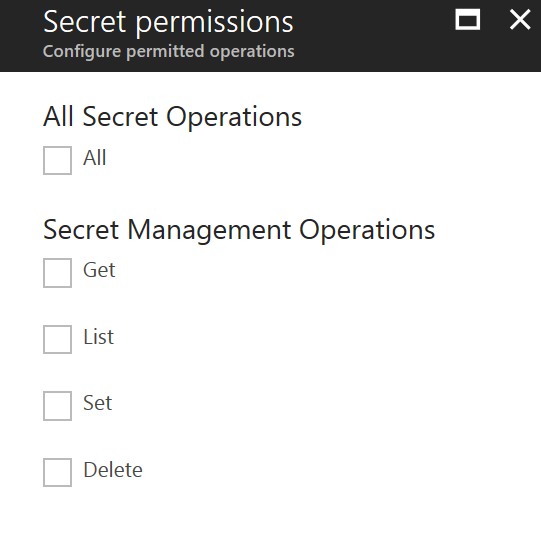 Secret permissions
Configure permitted operations
All Secret Operations
All
Secret Management Operations
Get
List
Set
Delete